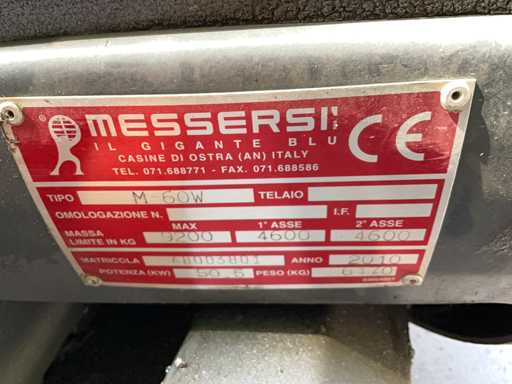 ® MESSERSI'
IL GIGANTE BLU
CASINE DI OSTRA (AN) ITALY
TEL. 071.688771 - FAX. 071.688586
CE
TIPO M-60W TELAIO
OMOLOGAZIONE N. I.F.
MAX 1° ASSE 2° ASSE
MASSA LIMITE IN KG 9200 4600 4600
MATRICOLA ANNO 2010
POTENZA (KW) 50.5 PESO (KG)